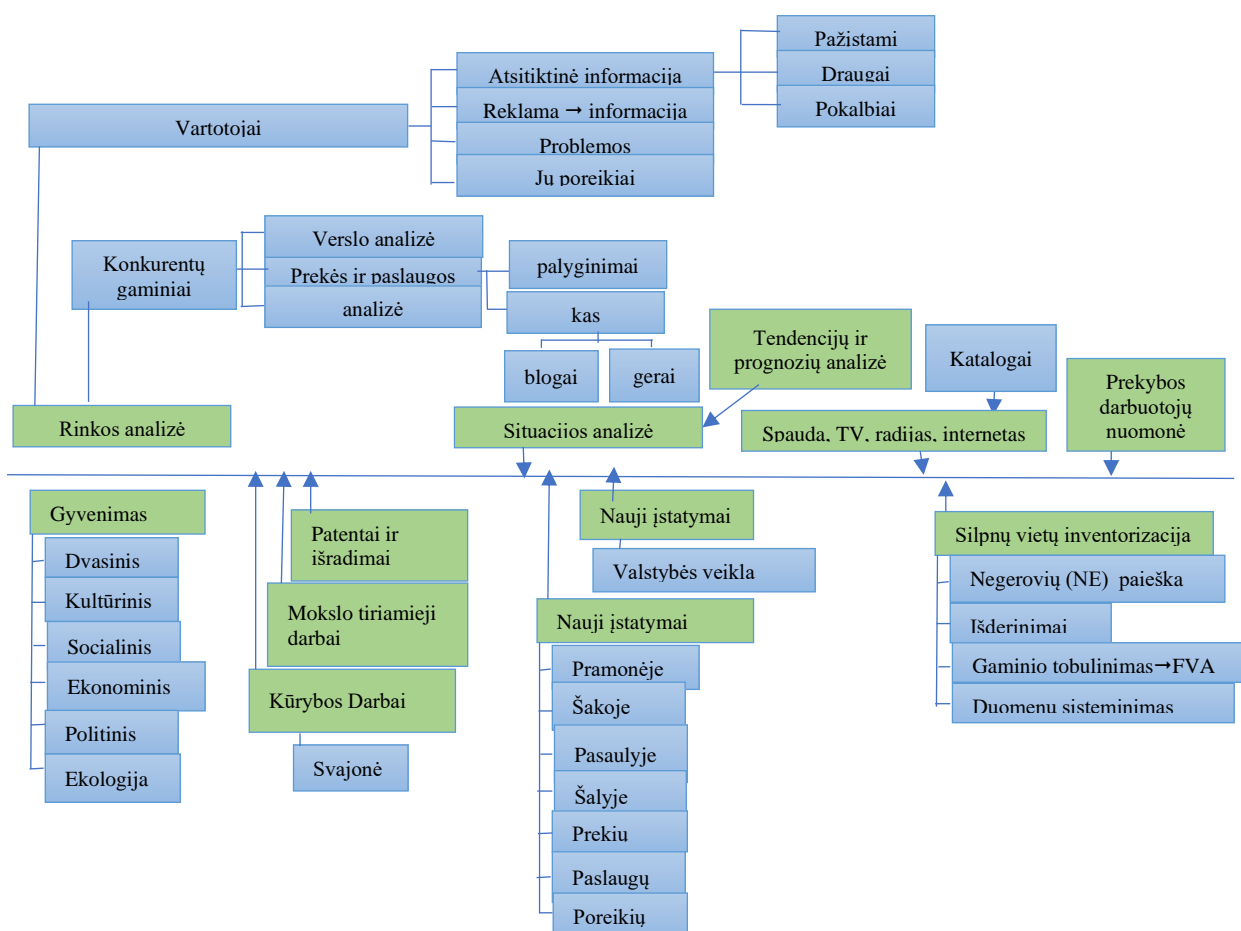 Pažįstami
Atsitiktinė informacija
Draugai
Reklama → informacija
Pokalbiai
Vartotojai
Problemos
Jų poreikiai
Verslo analizė
Konkurentų
gaminiai
Prekės ir paslaugos
analizė
palyginimai
kas
blogai
gerai
Tendencijų ir
prognozių analizė
Katalogai
Prekybos
darbuotojų
nuomonė
Rinkos analizė
Situacijos analizė
Spauda, TV, radijas, internetas
Gyvenimas
Dvasinis
Kultūrinis
Socialinis
Ekonominis
Politinis
Ekologija
Patentai ir
išradimai
Mokslo tiriamieji
darbai
Kūrybos Darbai
Svajonė
Nauji įstatymai
Valstybės veikla
Nauji įstatymai
Pramonėje
Šakoje
Pasaulyje
Šalyje
Prekių
Paslaugų
Poreikių
Silpnų vietų inventorizacija
Negerovių (NE) paieška
Išderinimai
Gaminio tobulinimas→FVA
Duomenų sisteminimas